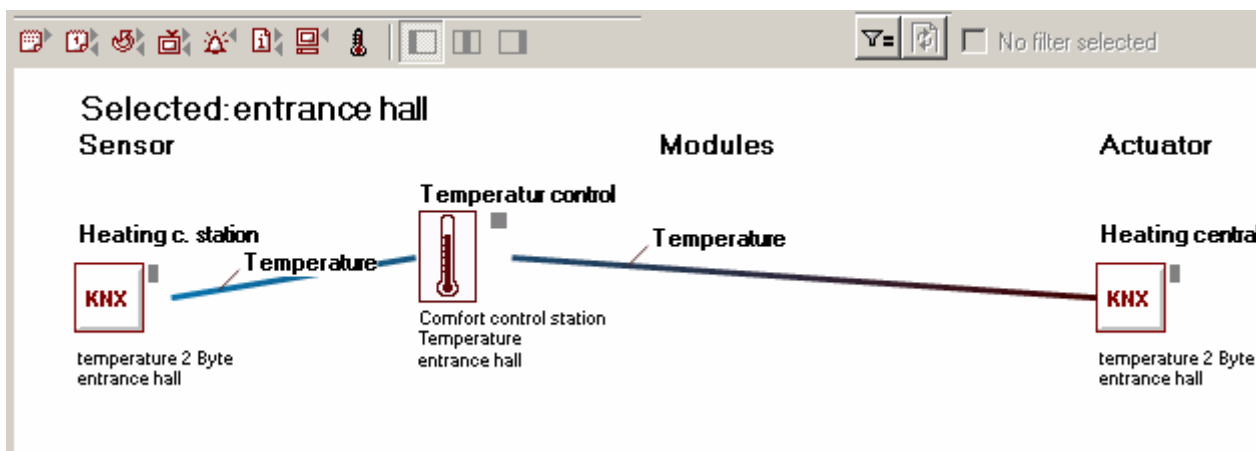 No filter selected
Selected:entrance hall
Sensor
Modules
Actuator
Temperatur control
Heating c. station
Temperature
Temperature
Heating central
KNX
KNX
Comfort control station
Temperature
entrance hall
temperature 2 Byte
entrance hall
temperature 2 Byte
entrance hall